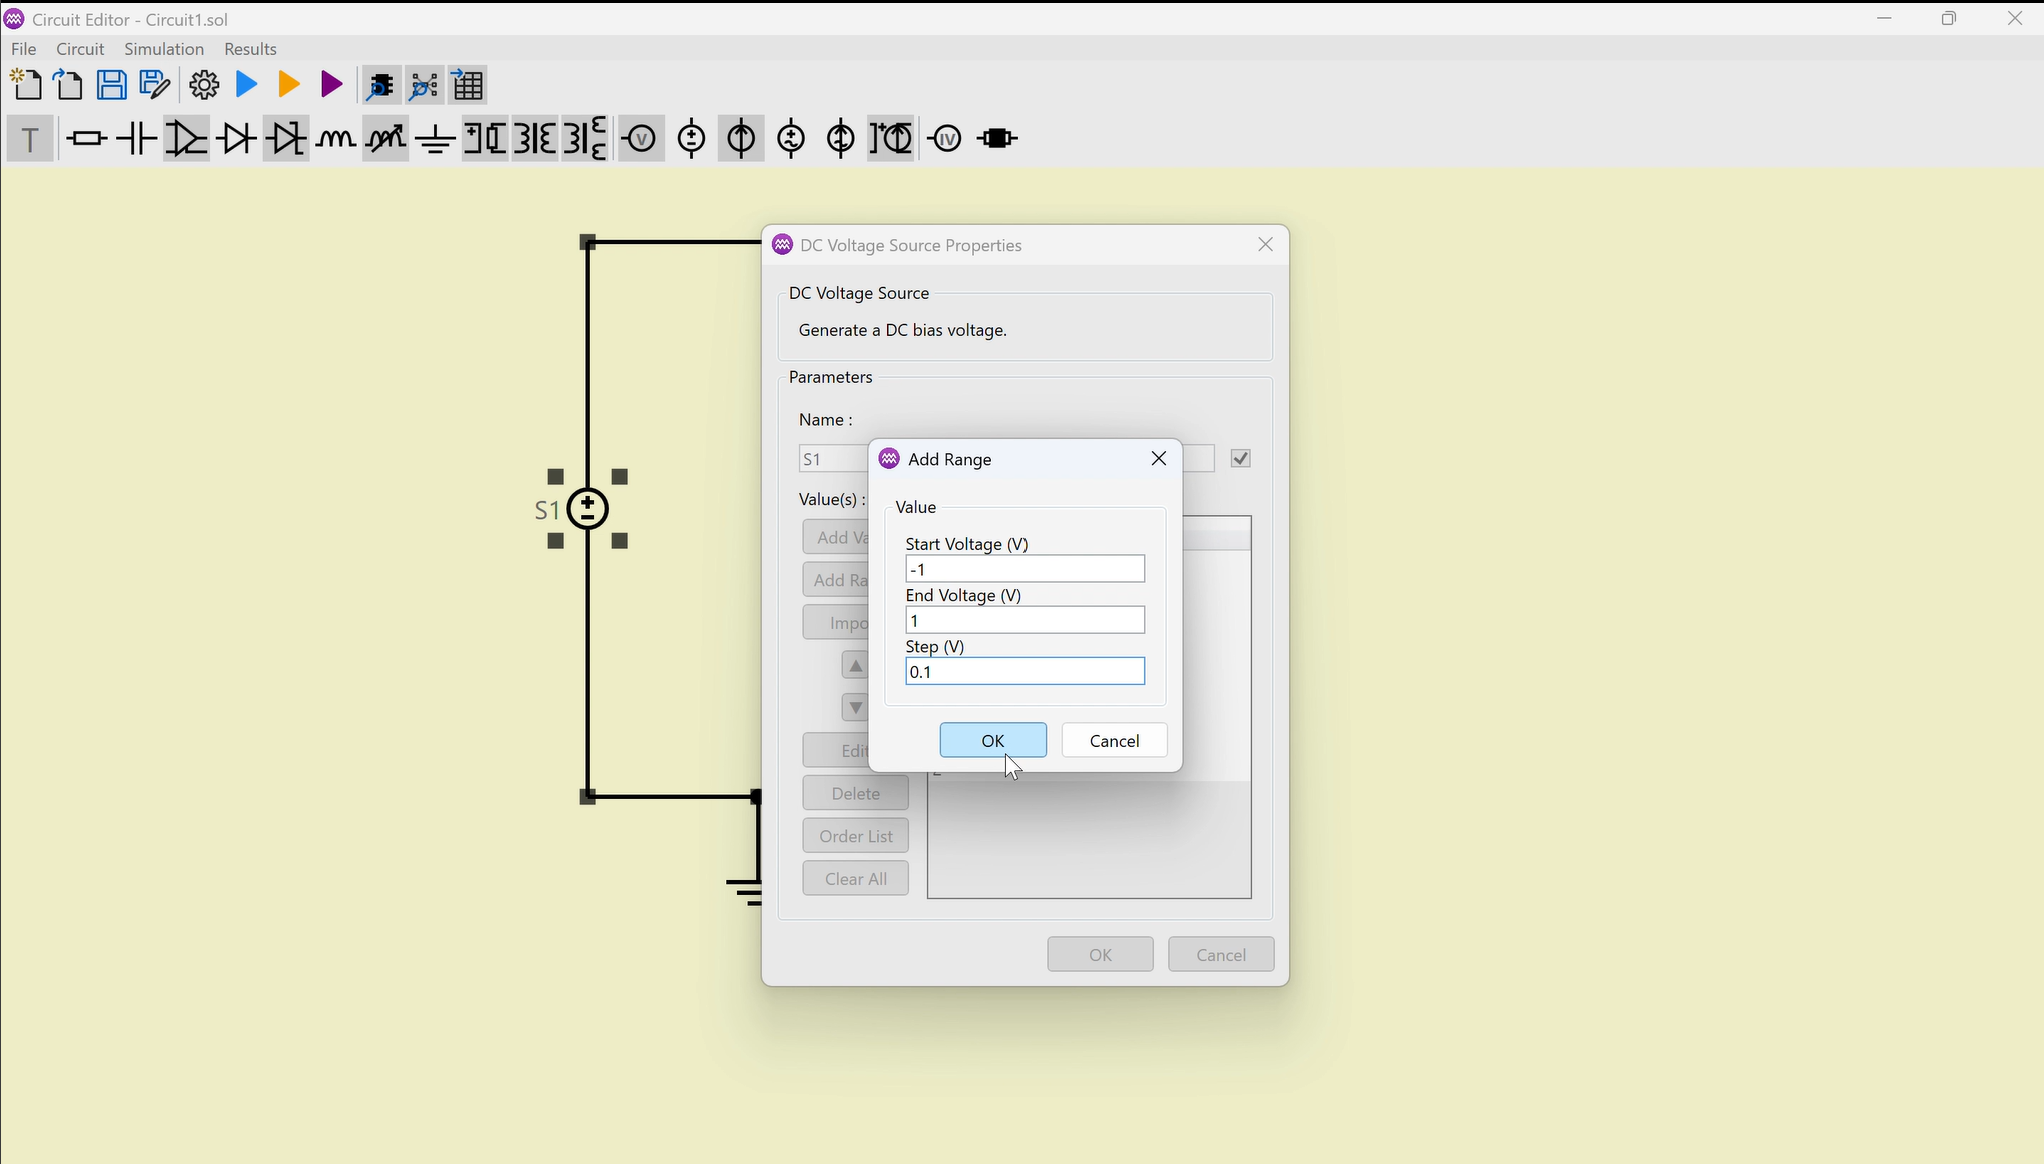 Circuit Editor - Circuit1.sol
File Circuit Simulation Results
T
V
IV
DC Voltage Source Properties
DC Voltage Source
Generate a DC bias voltage.
Parameters
Name :
S1
Add Range
Value(s) :
Value
Add Va
Start Voltage (V)
-1
Add Ra
End Voltage (V)
1
Impo
Step (V)
0.1
S1
OK Cancel
Edit
Delete
Order List
Clear All
OK Cancel